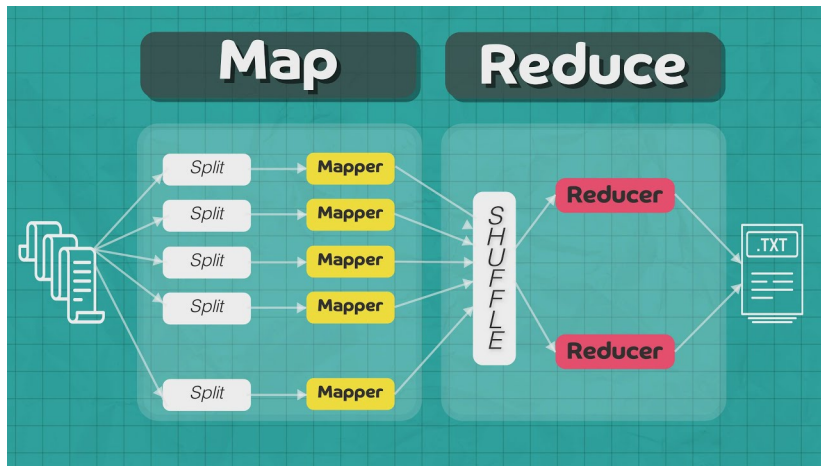 Map
Reduce
Split
Mapper
Split
Mapper
Split
Mapper
Split
Mapper
Split
Mapper
SHUFFLE
Reducer
Reducer
.TXT